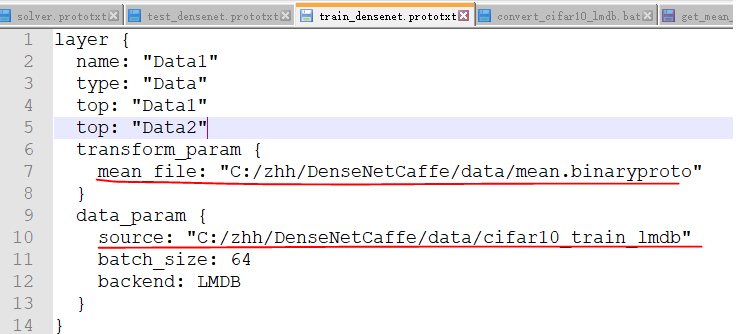 solver.prototxt test_densenet.prototxt train_densenet.prototxt convert_cifar10_lmdb.bat get_mean_
1 layer {
2 name: "Data1"
3 type: "Data"
4 top: "Data1"
5 top: "Data2"
6 transform_param {
7 mean_file: "C:/zhh/DenseNetCaffe/data/mean.binaryproto"
8 }
9 data_param {
10 source: "C:/zhh/DenseNetCaffe/data/cifar10_train_lmdb"
11 batch_size: 64
12 backend: LMDB
13 }
14 }